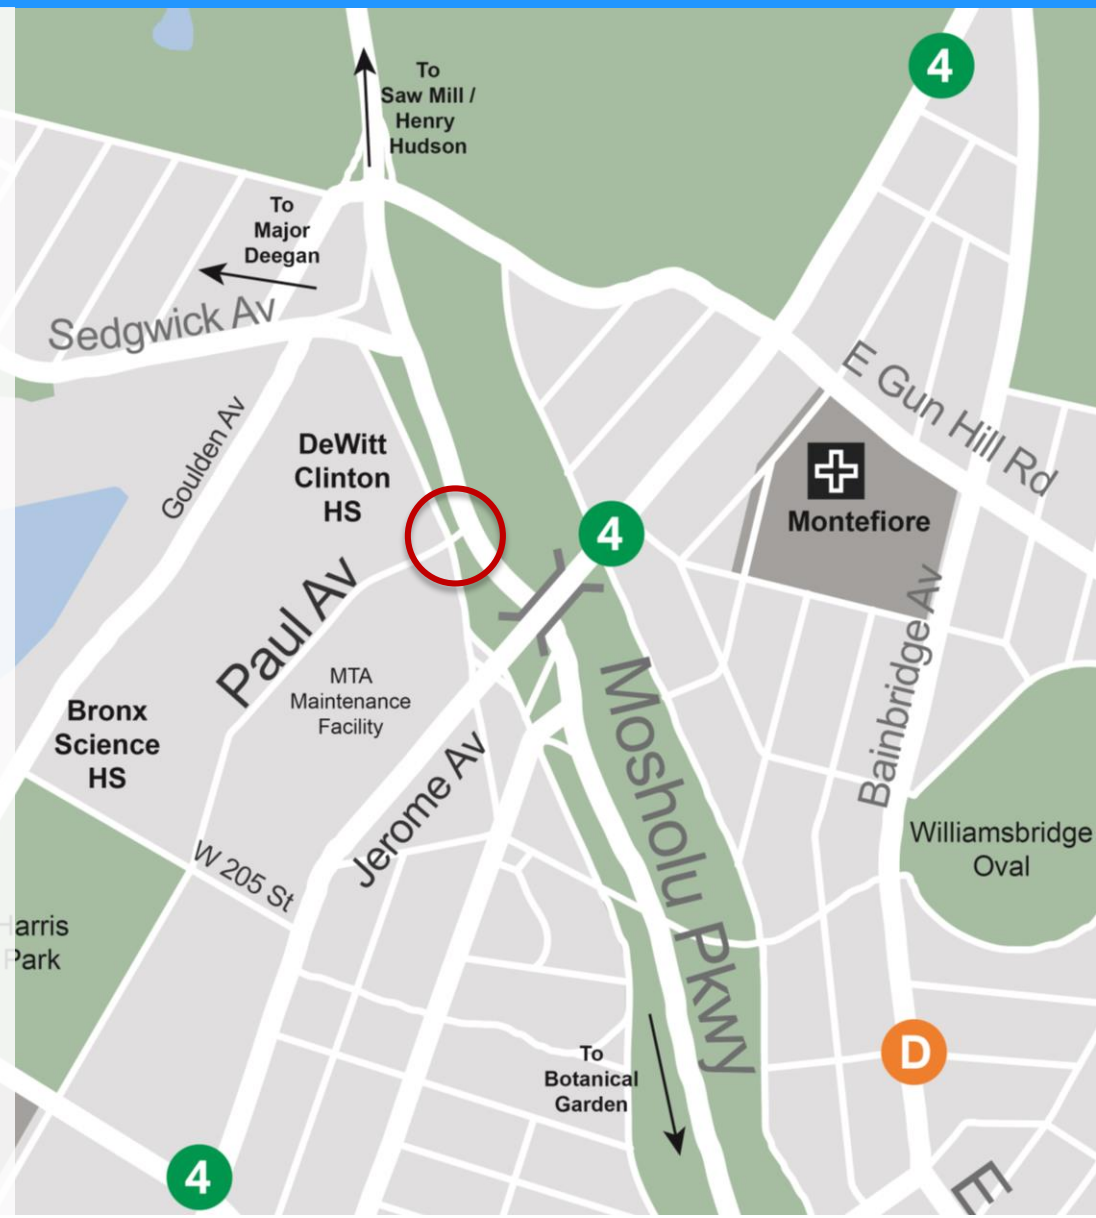 To
Saw Mill /
Henry
Hudson
4
To
Major
Deegan
Sedgwick Av
E Gun Hill Rd
Goulden Av
DeWitt
Clinton
HS
4
Montefiore
Paul Av
Bainbridge Av
MTA
Maintenance
Facility
Mosholu Pkwy
Bronx
Science
HS
Jerome Av
Williamsbridge
Oval
W 205 St
Harris
Park
To
Botanical
Garden
D
4
E